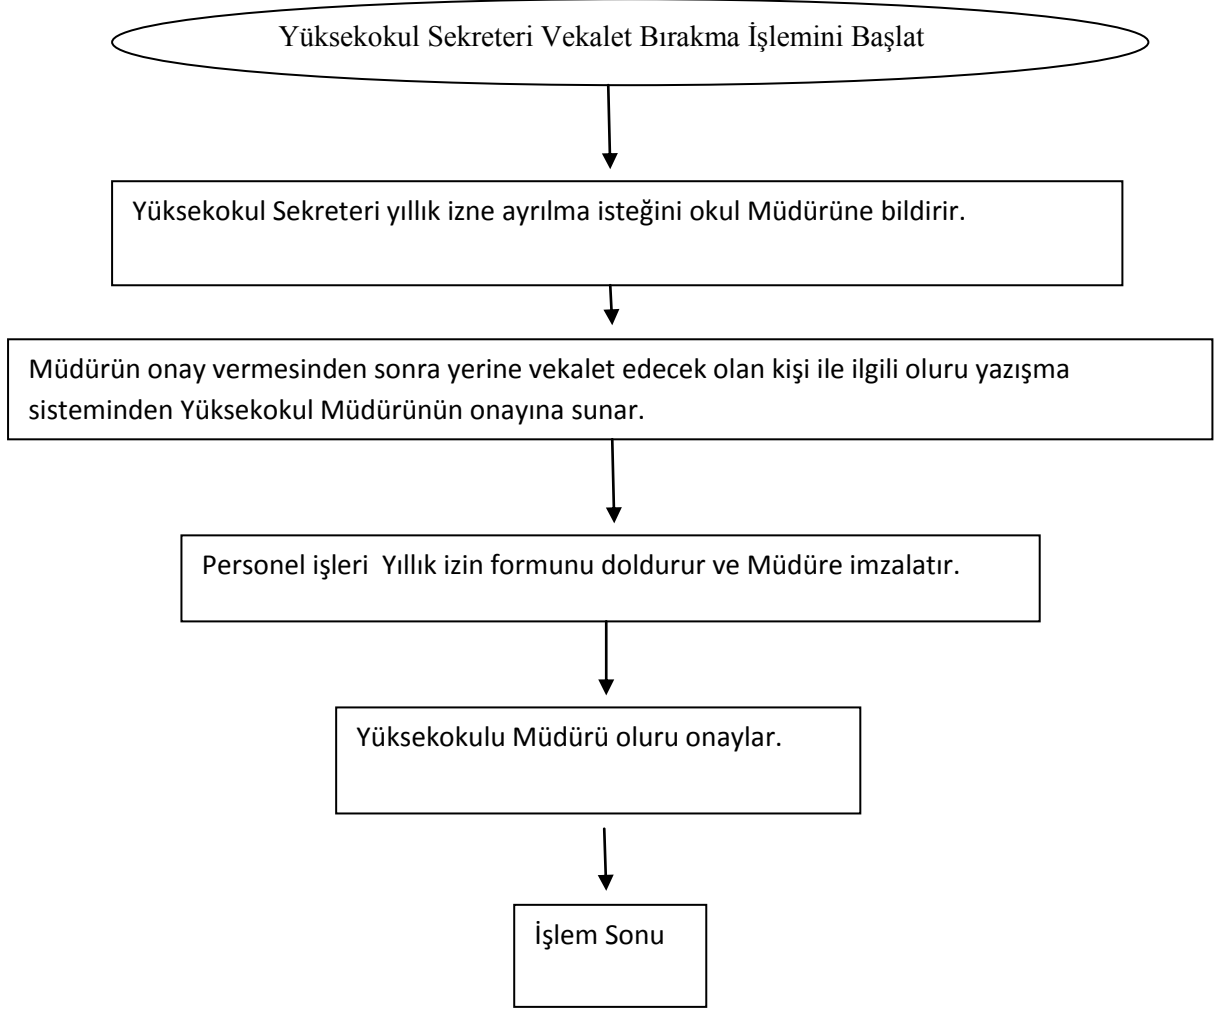 Yüksekokul Sekreteri Vekalet Bırakma İşlemini Başlat
Yüksekokul Sekreteri yıllık izne ayrılma isteğini okul Müdürüne bildirir.
Müdürün onay vermesinden sonra yerine vekalet edecek olan kişi ile ilgili oluru yazışma
sisteminden Yüksekokul Müdürünün onayına sunar.
Personel işleri  Yıllık izin formunu doldurur ve Müdüre imzalatır.
Yüksekokulu Müdürü oluru onaylar.
İşlem Sonu